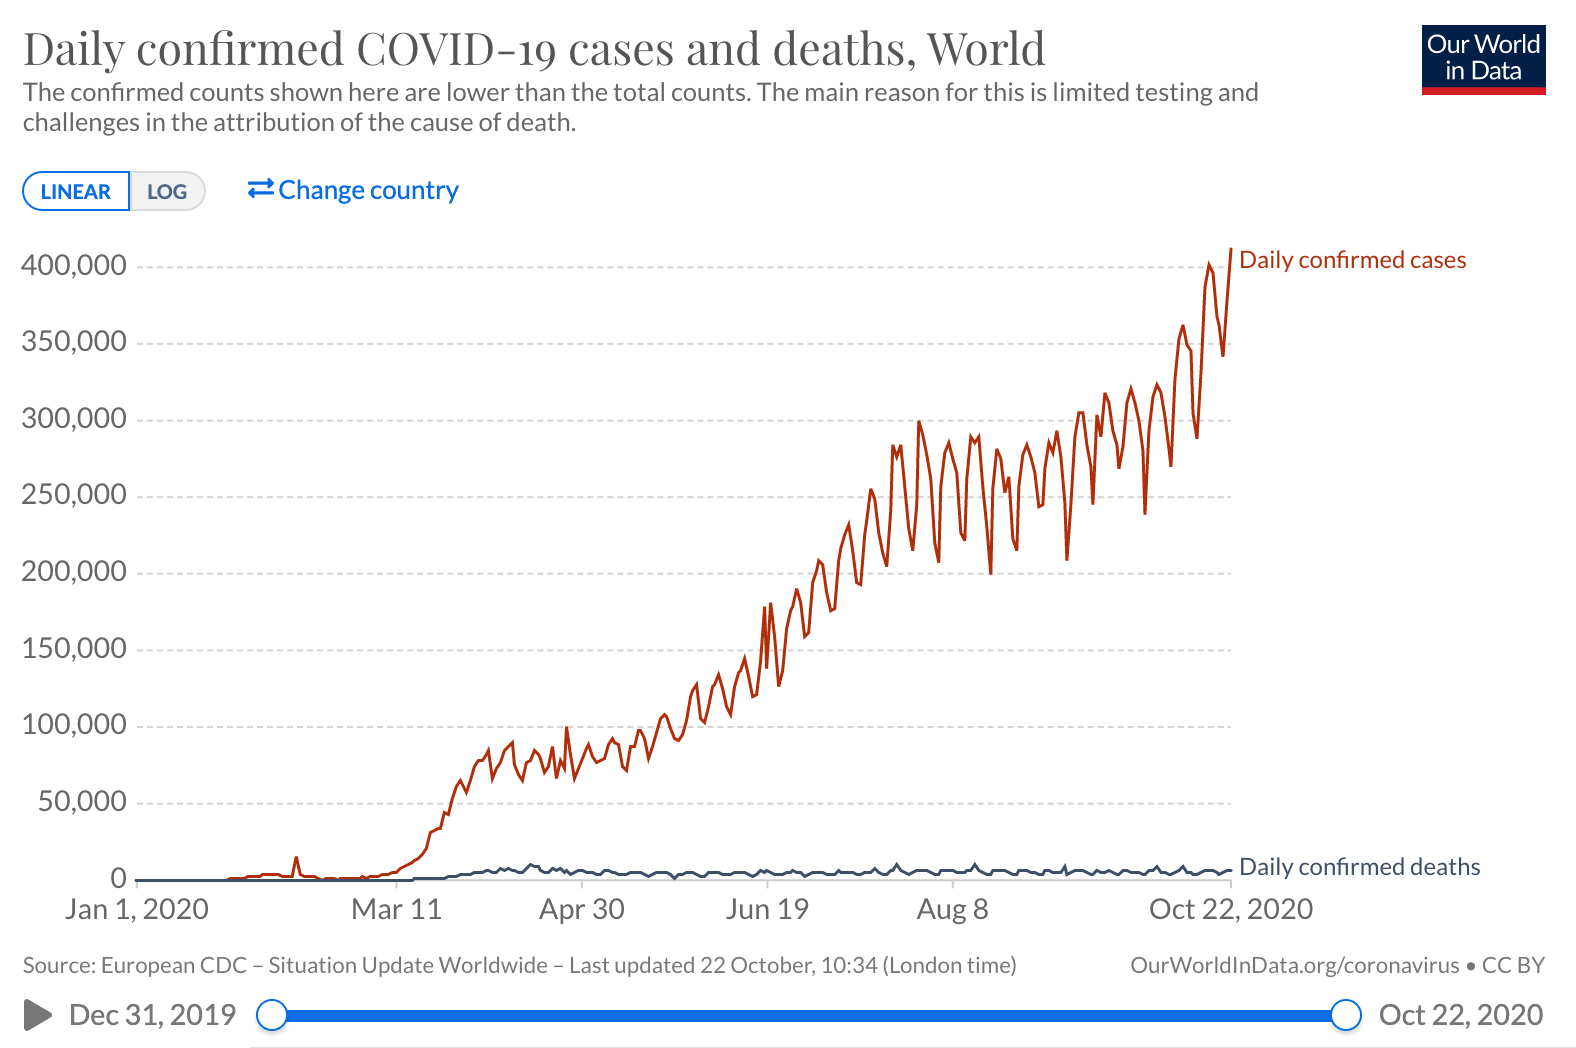 Daily confirmed COVID-19 cases and deaths, World
Our World
in Data
The confirmed counts shown here are lower than the total counts. The main reason for this is limited testing and
challenges in the attribution of the cause of death.
LINEAR LOG Change country
400,000
Daily confirmed cases
350,000
300,000
250,000
200,000
150,000
100,000
50,000
0
Daily confirmed deaths
Jan 1, 2020 Mar 11 Apr 30 Jun 19 Aug 8 Oct 22, 2020
Source: European CDC – Situation Update Worldwide – Last updated 22 October, 10:34 (London time) OurWorldInData.org/coronavirus • CC BY
Dec 31, 2019 Oct 22, 2020